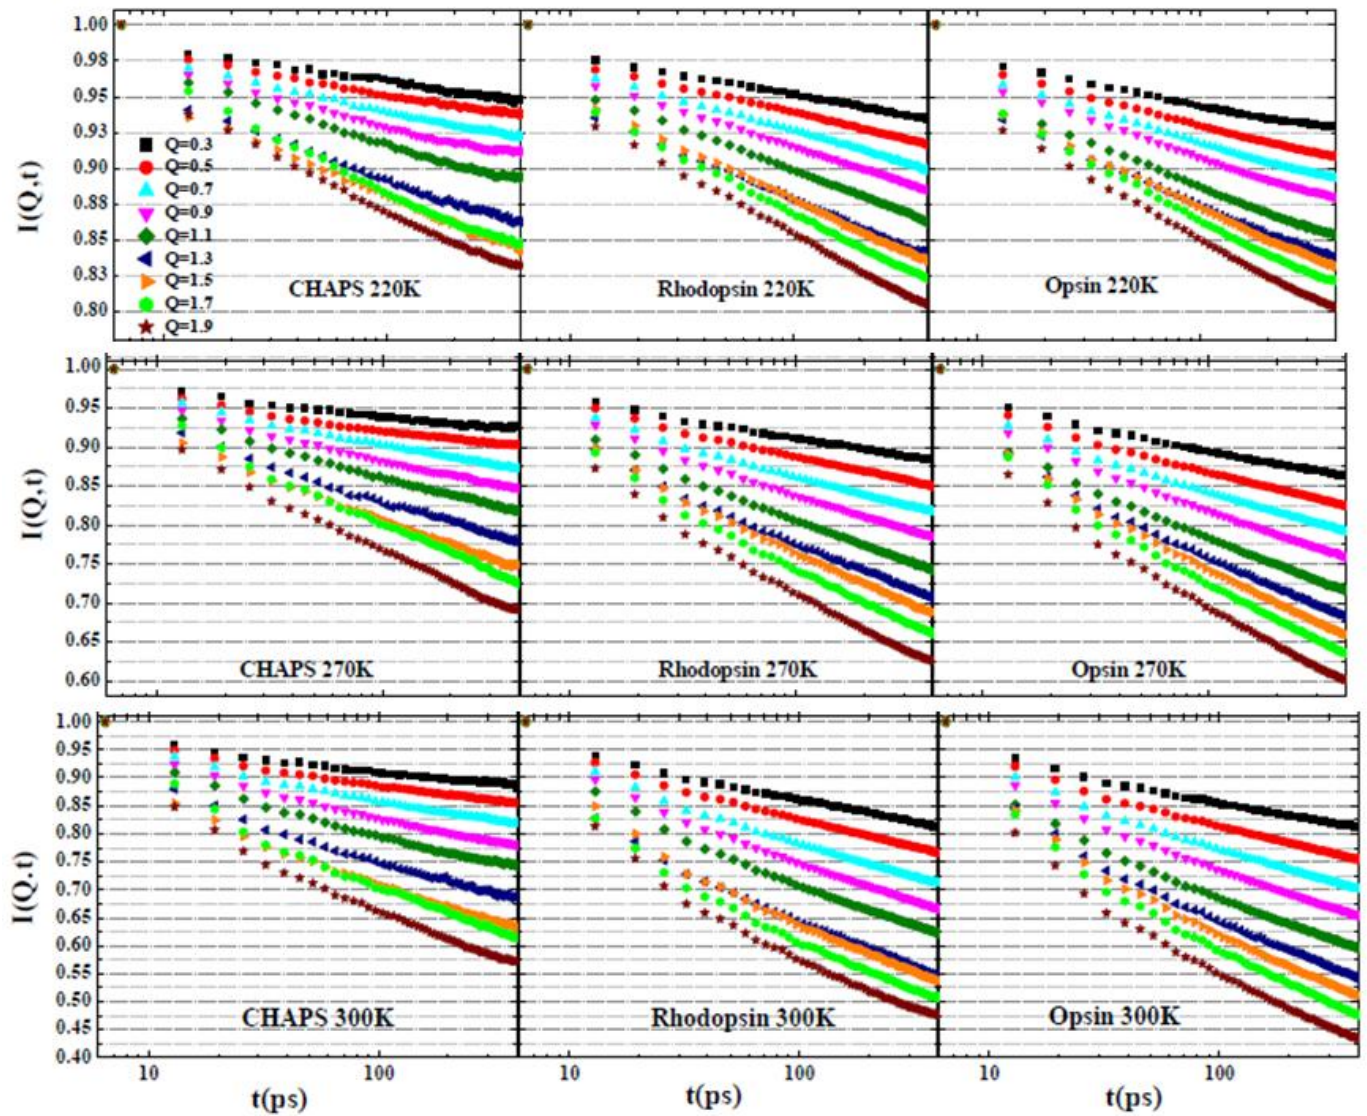 1.00
0.98
0.95
0.93
0.90
0.88
0.85
0.83
0.80
I(Q,t)
Q=0.3
Q=0.5
Q=0.7
Q=0.9
Q=1.1
Q=1.3
Q=1.5
Q=1.7
Q=1.9
CHAPS 220K
Rhodopsin 220K
Opsin 220K
1.00
0.95
0.90
0.85
0.80
0.75
0.70
0.65
0.60
I(Q,t)
CHAPS 270K
Rhodopsin 270K
Opsin 270K
1.00
0.95
0.90
0.85
0.80
0.75
0.70
0.65
0.60
0.55
0.50
0.45
0.40
I(Q.t)
CHAPS 300K
Rhodopsin 300K
Opsin 300K
10 100 10 100 10 100
t(ps) t(ps) t(ps)